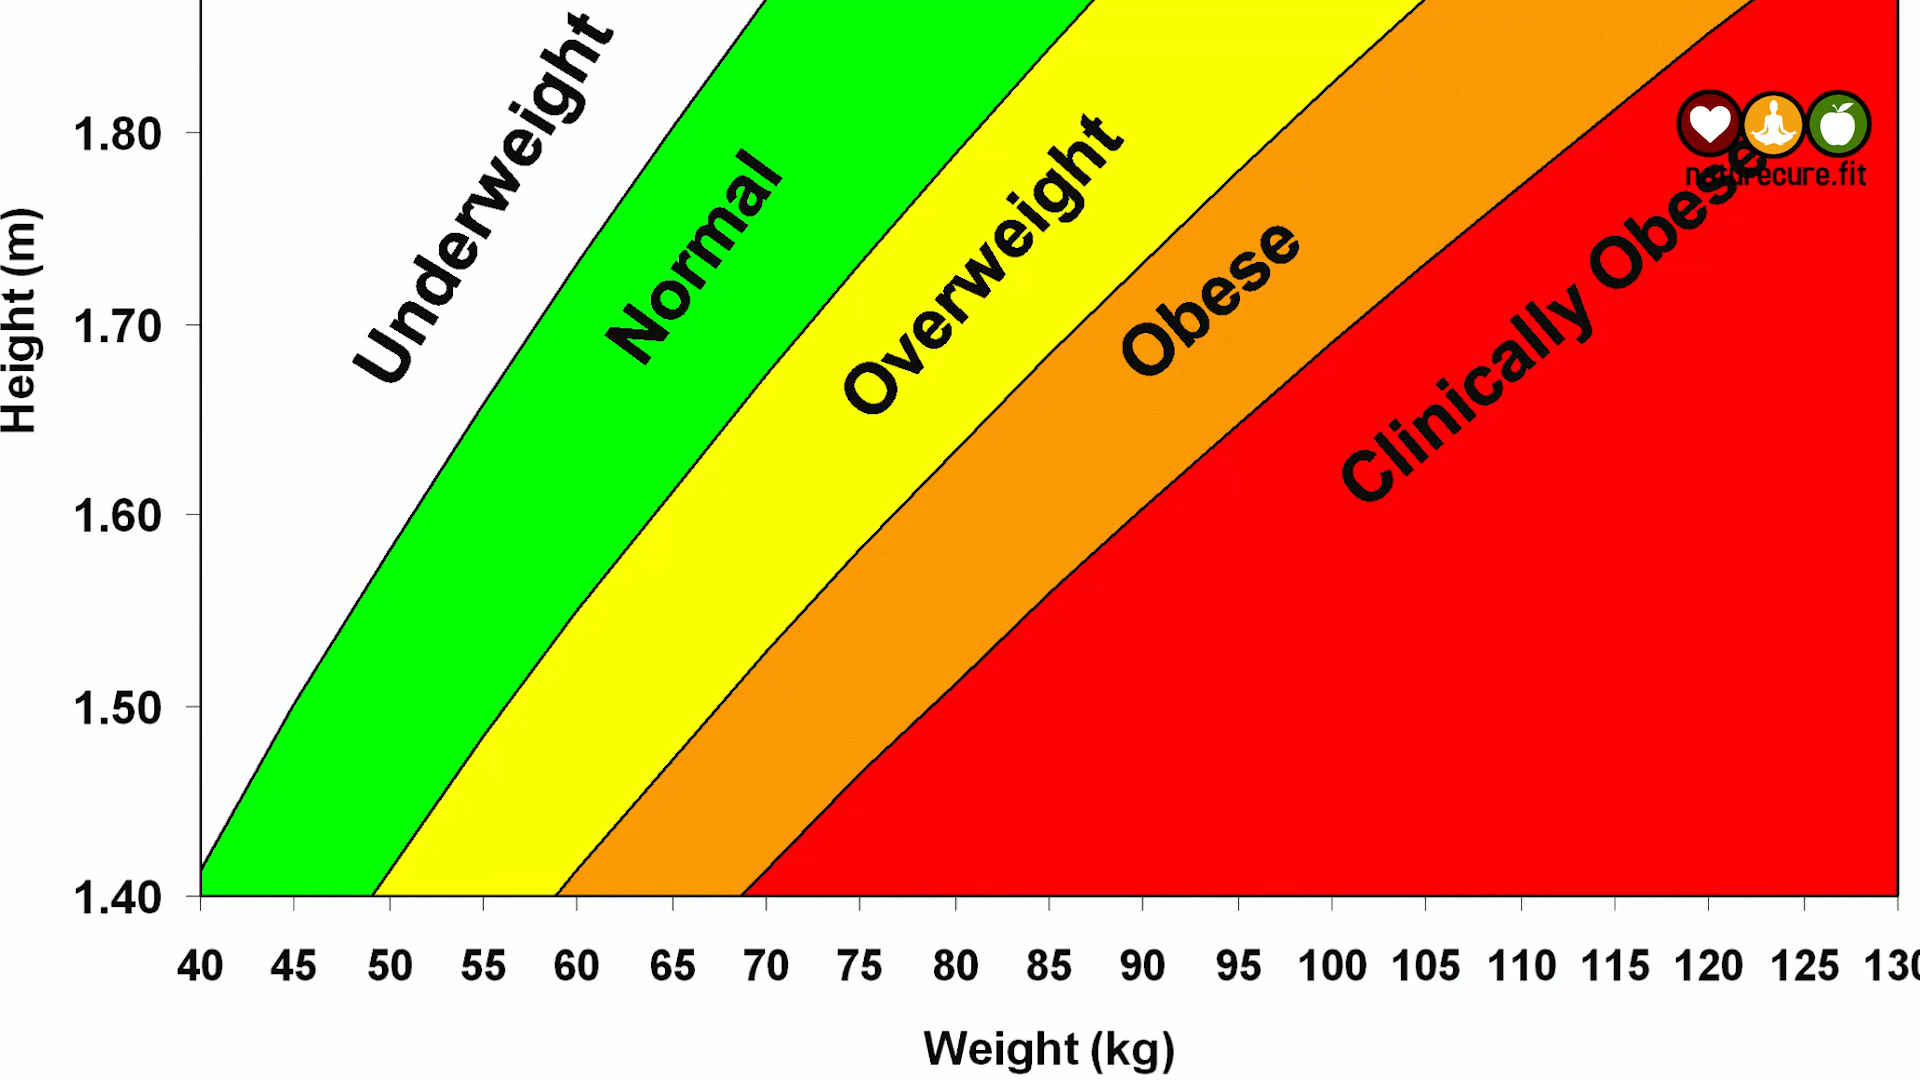 Underweight
Normal
Overweight
Obese
Clinically Obese
naturecure.fit
Height (m)
1.80
1.70
1.60
1.50
1.40
40 45 50 55 60 65 70 75 80 85 90 95 100 105 110 115 120 125 130
Weight (kg)